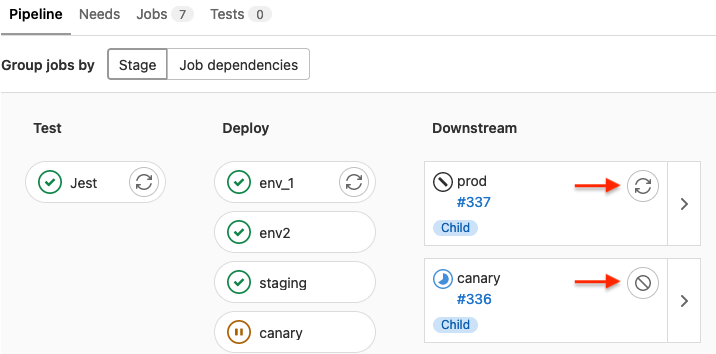 Pipeline Needs Jobs 7 Tests 0
Group jobs by Stage Job dependencies
Test Deploy Downstream
Jest
env_1
env2
staging
canary
prod
#337
Child
canary
#336
Child